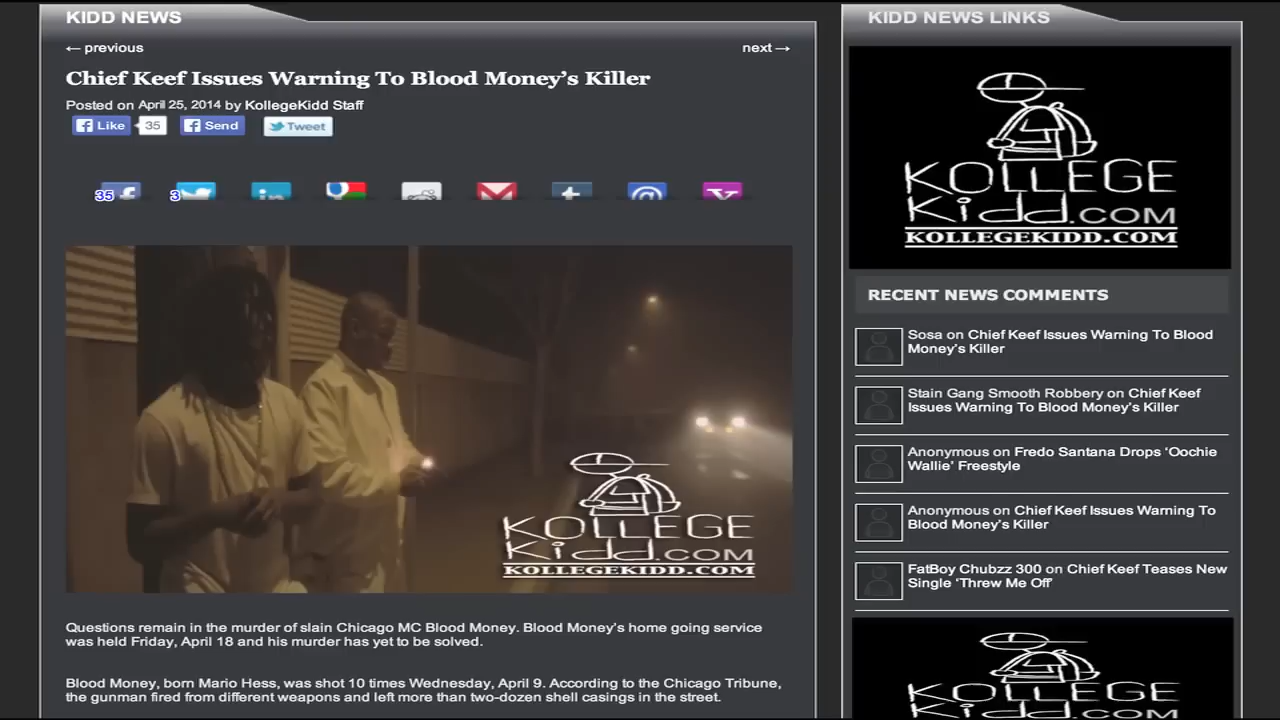 KIDD NEWS
← previous
next →
Chief Keef Issues Warning To Blood Money's Killer
Posted on April 25, 2014 by KollegeKidd Staff
Like
35
Send
Tweet
35
3
KOLLEGE
Kidd.COM
KOLLEGEKIDD.COM
Questions remain in the murder of slain Chicago MC Blood Money. Blood Money's home going service
was held Friday, April 18 and his murder has yet to be solved.
Blood Money, born Mario Hess, was shot 10 times Wednesday, April 9. According to the Chicago Tribune,
the gunman fired from different weapons and left more than two-dozen shell casings in the street.
KIDD NEWS LINKS
KOLLEGE
Kidd.COM
KOLLEGEKIDD.COM
RECENT NEWS COMMENTS
Sosa on Chief Keef Issues Warning To Blood
Money's Killer
Stain Gang Smooth Robbery on Chief Keef
Issues Warning To Blood Money's Killer
Anonymous on Fredo Santana Drops ‘Oochie
Wallie’ Freestyle
Anonymous on Chief Keef Issues Warning To
Blood Money's Killer
FatBoy Chubzz 300 on Chief Keef Teases New
Single ‘Threw Me Off’
KOLLEGE
Kidd.COM